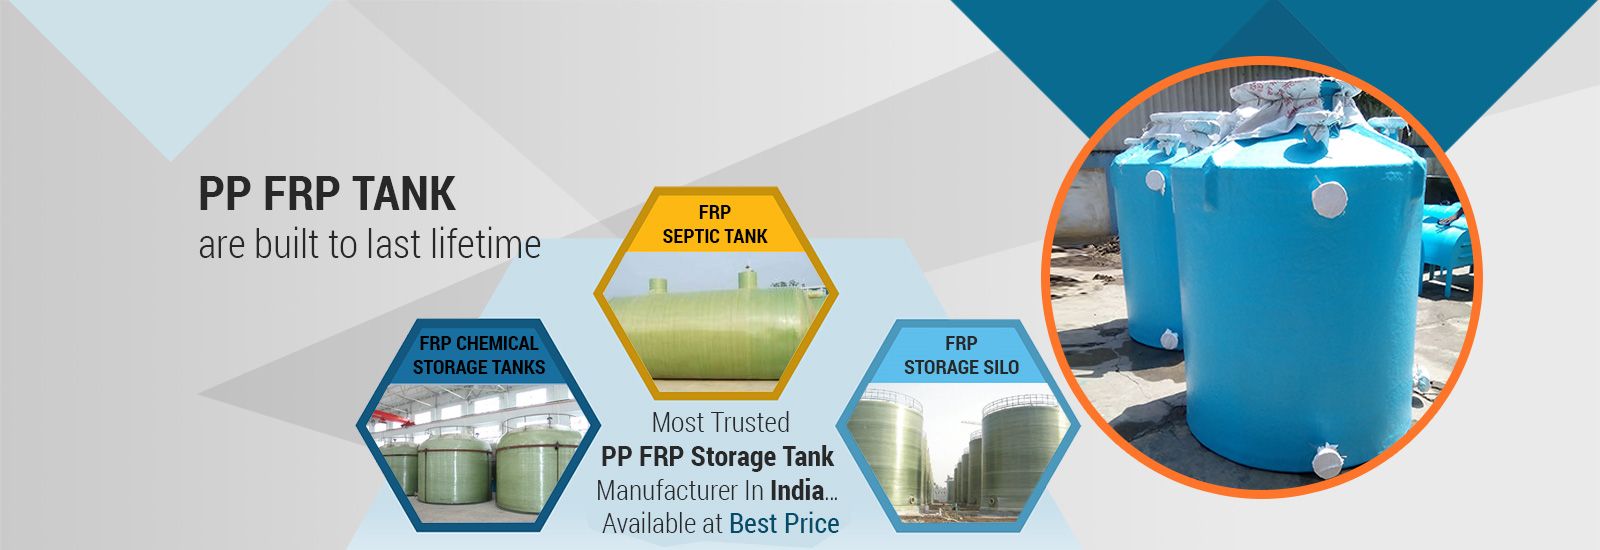 PP FRP TANK
are built to last lifetime
FRP
SEPTIC TANK
FRP CHEMICAL
STORAGE TANKS
FRP
STORAGE SILO
Most Trusted
PP FRP Storage Tank
Manufacturer In India...
Available at Best Price